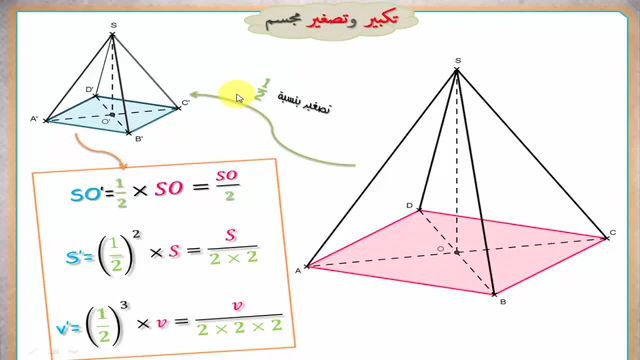 تكبير وتصغير مجسم
S
D'
C'
A'
O'
B'
تصغير بنسبة 1/2
SO'= 1/2 × SO = SO/2
S'= (1/2)^2 × S = S/(2 × 2)
v'= (1/2)^3 × v = v/(2 × 2 × 2)
S
D
O
C
A
B